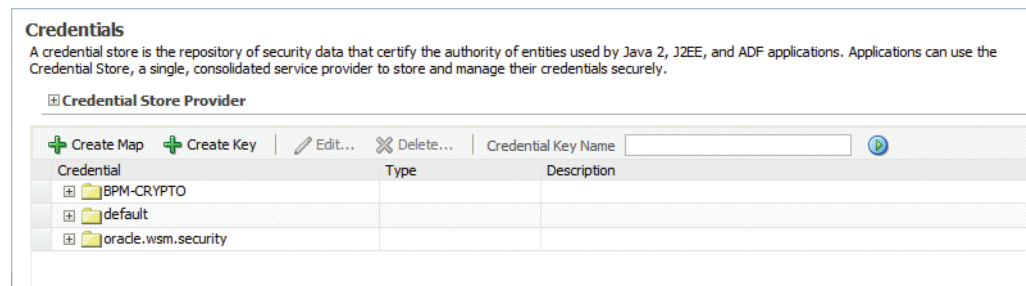 Credentials
A credential store is the repository of security data that certify the authority of entities used by Java 2, J2EE, and ADF applications. Applications can use the
Credential Store, a single, consolidated service provider to store and manage their credentials securely.
Credential Store Provider
Create Map Create Key Edit... Delete... Credential Key Name
Credential Type Description
BPM-CRYPTO
default
oracle.wsm.security